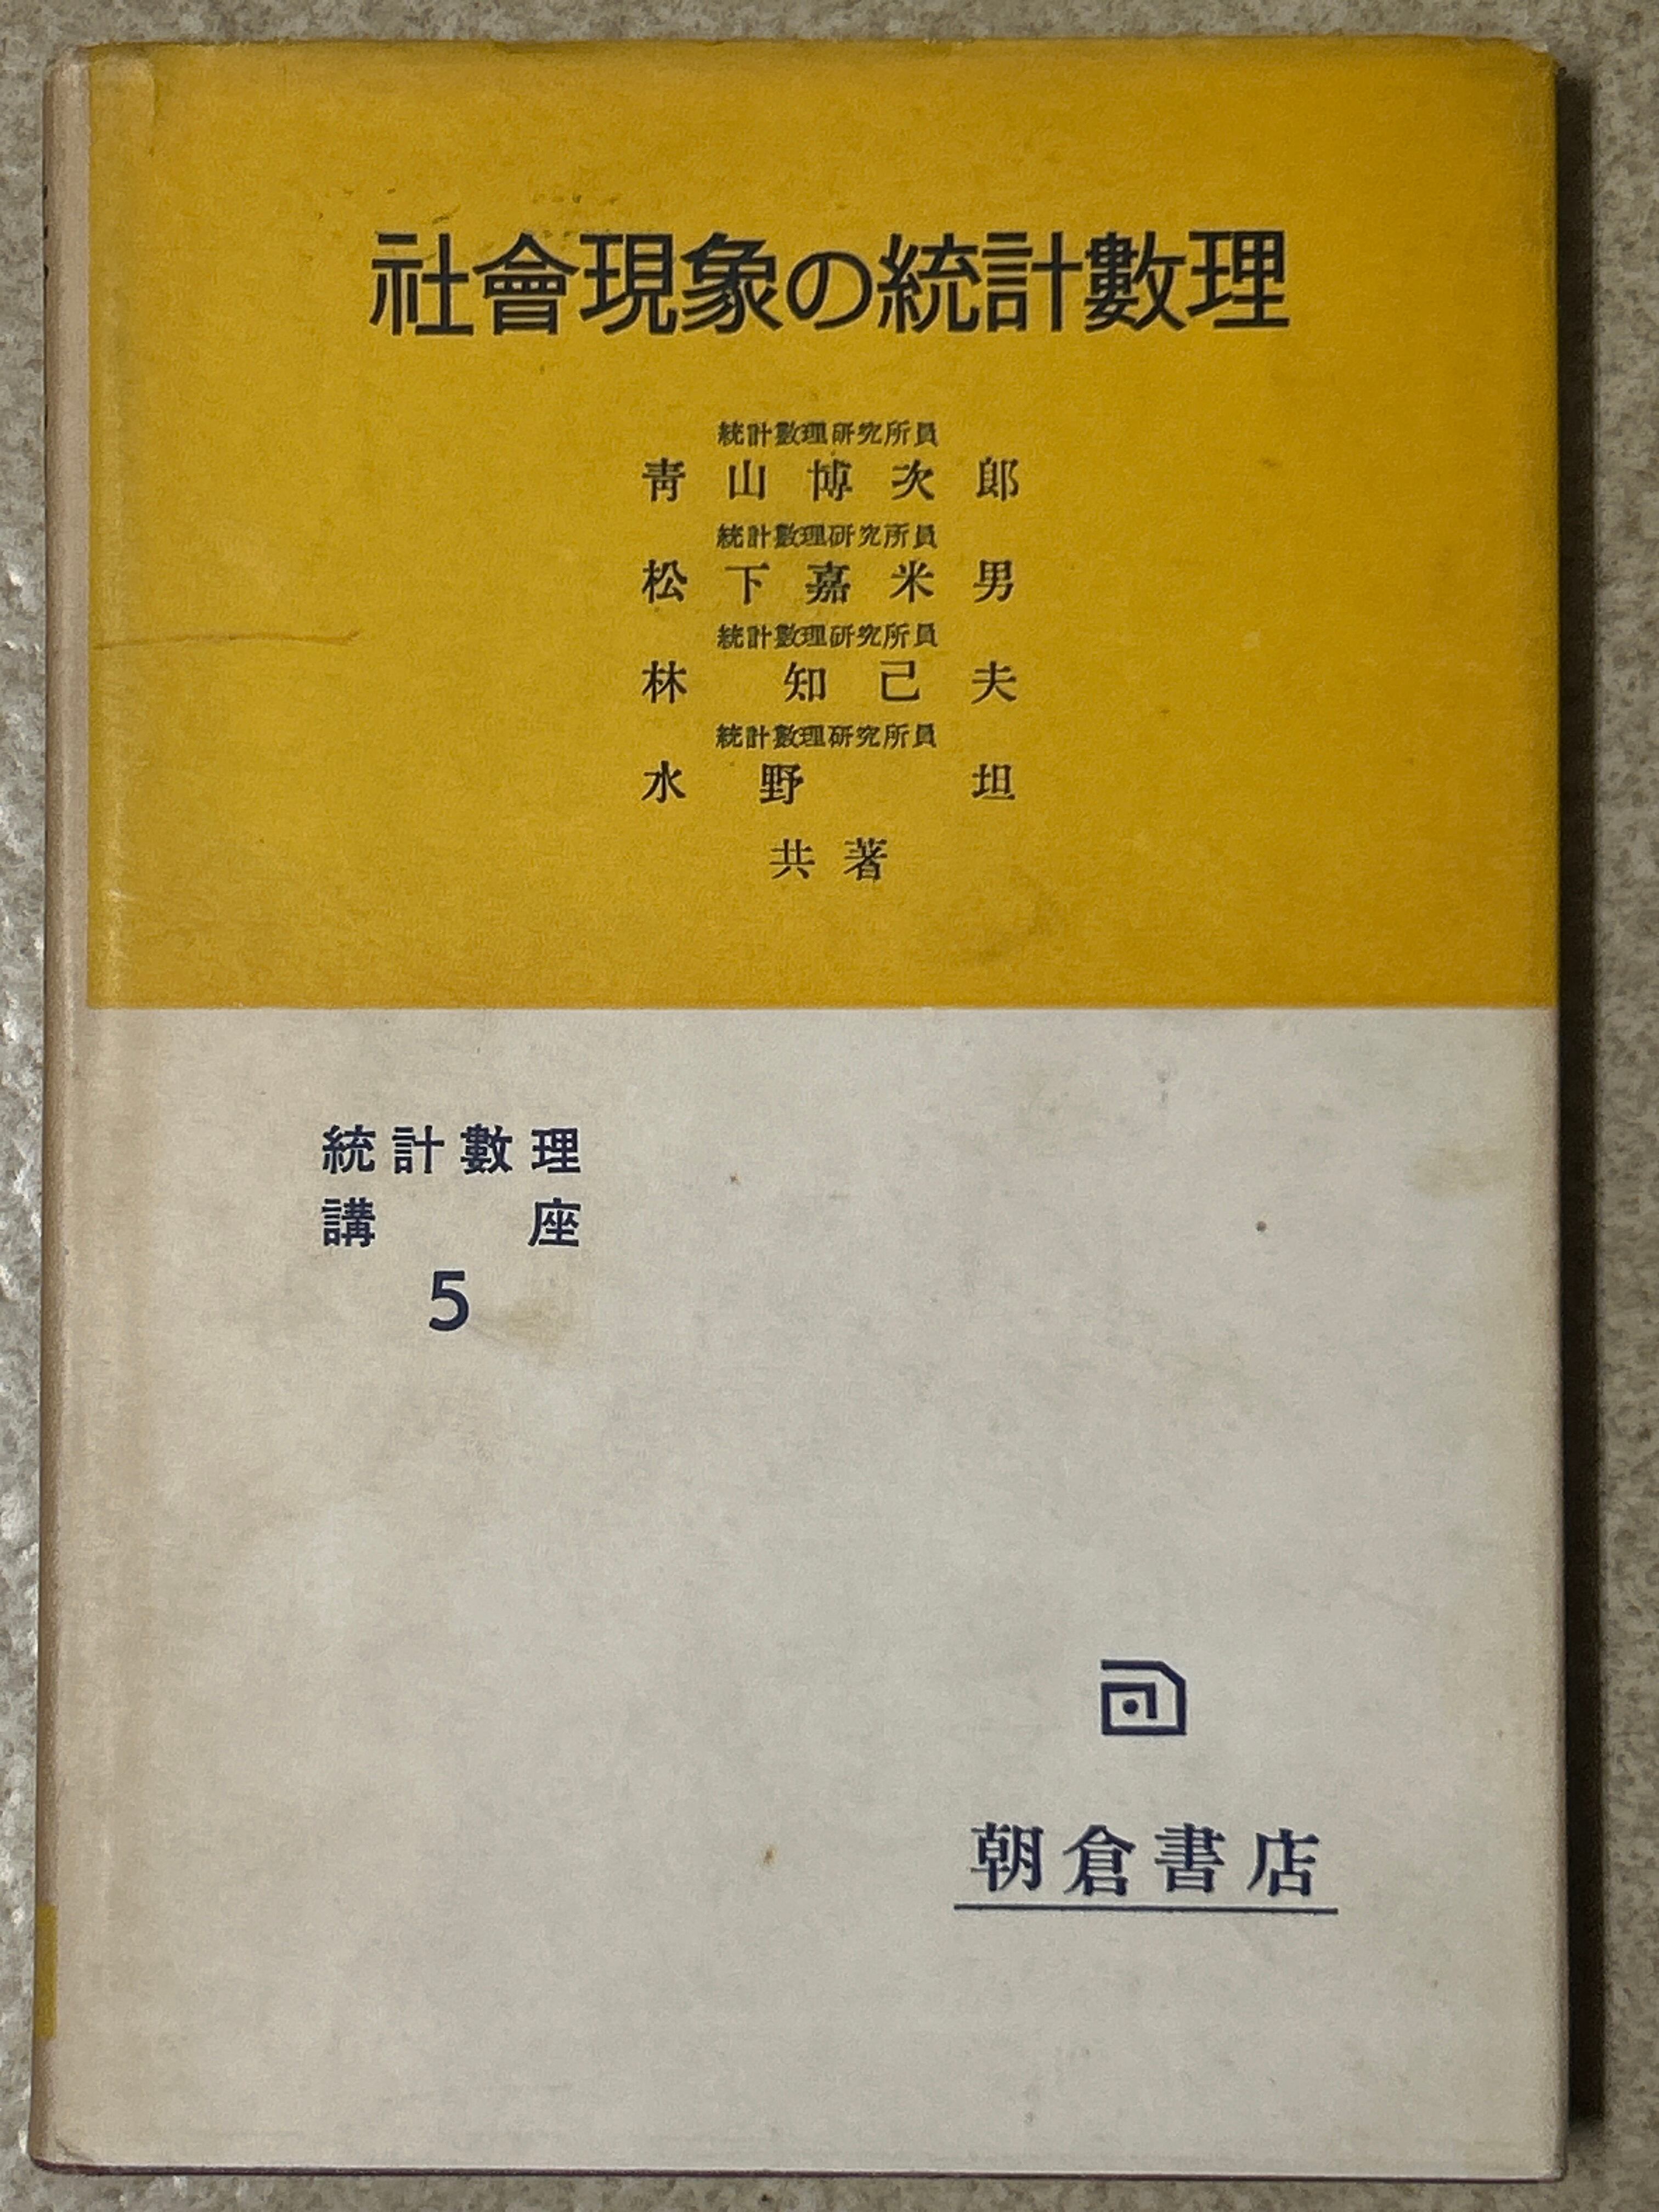 社會現象の統計數理
統計數理研究所員
靑山博次郎
統計數理研究所員
松下嘉米男
統計數理研究所員
林知己夫
統計數理研究所員
水野坦
共著
統計數理
講座
5
朝倉書店